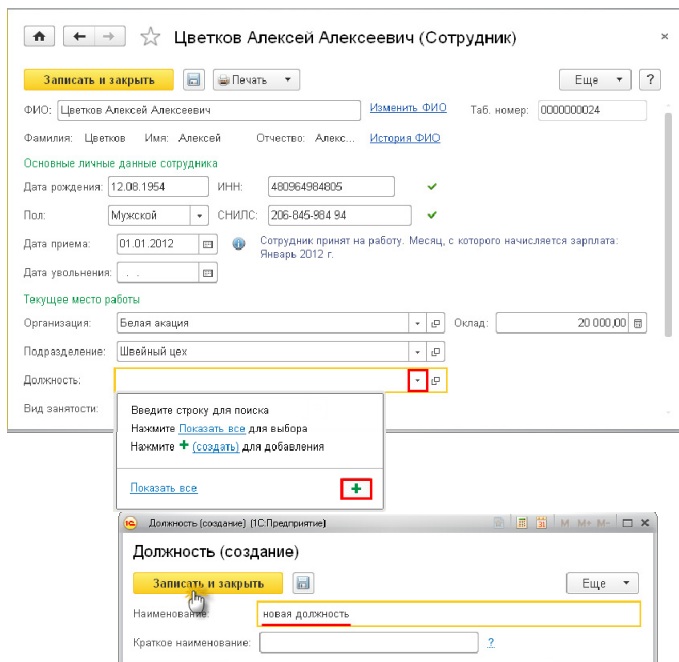 Цветков Алексей Алексеевич (Сотрудник)
Записать и закрыть Печать Еще ?
ФИО: Цветков Алексей Алексеевич Изменить ФИО Таб. номер: 0000000024
Фамилия: Цветков Имя: Алексей Отчество: Алекс... История ФИО
Основные личные данные сотрудника
Дата рождения: 12.08.1954 ИНН: 480964984805
Пол: Мужской СНИЛС: 206-845-984 94
Дата приема: 01.01.2012 Сотрудник принят на работу. Месяц, с которого начисляется зарплата:
Январь 2012 г.
Дата увольнения: . .
Текущее место работы
Организация: Белая акация Оклад: 20 000,00
Подразделение: Швейный цех
Должность:
Вид занятости:
Введите строку для поиска
Нажмите Показать все для выбора
Нажмите + (создать) для добавления
Показать все +
Должность (создание) (1С:Предприятие) M M+ M-
Должность (создание)
Записать и закрыть Еще
Наименование: новая должность
Краткое наименование: ?